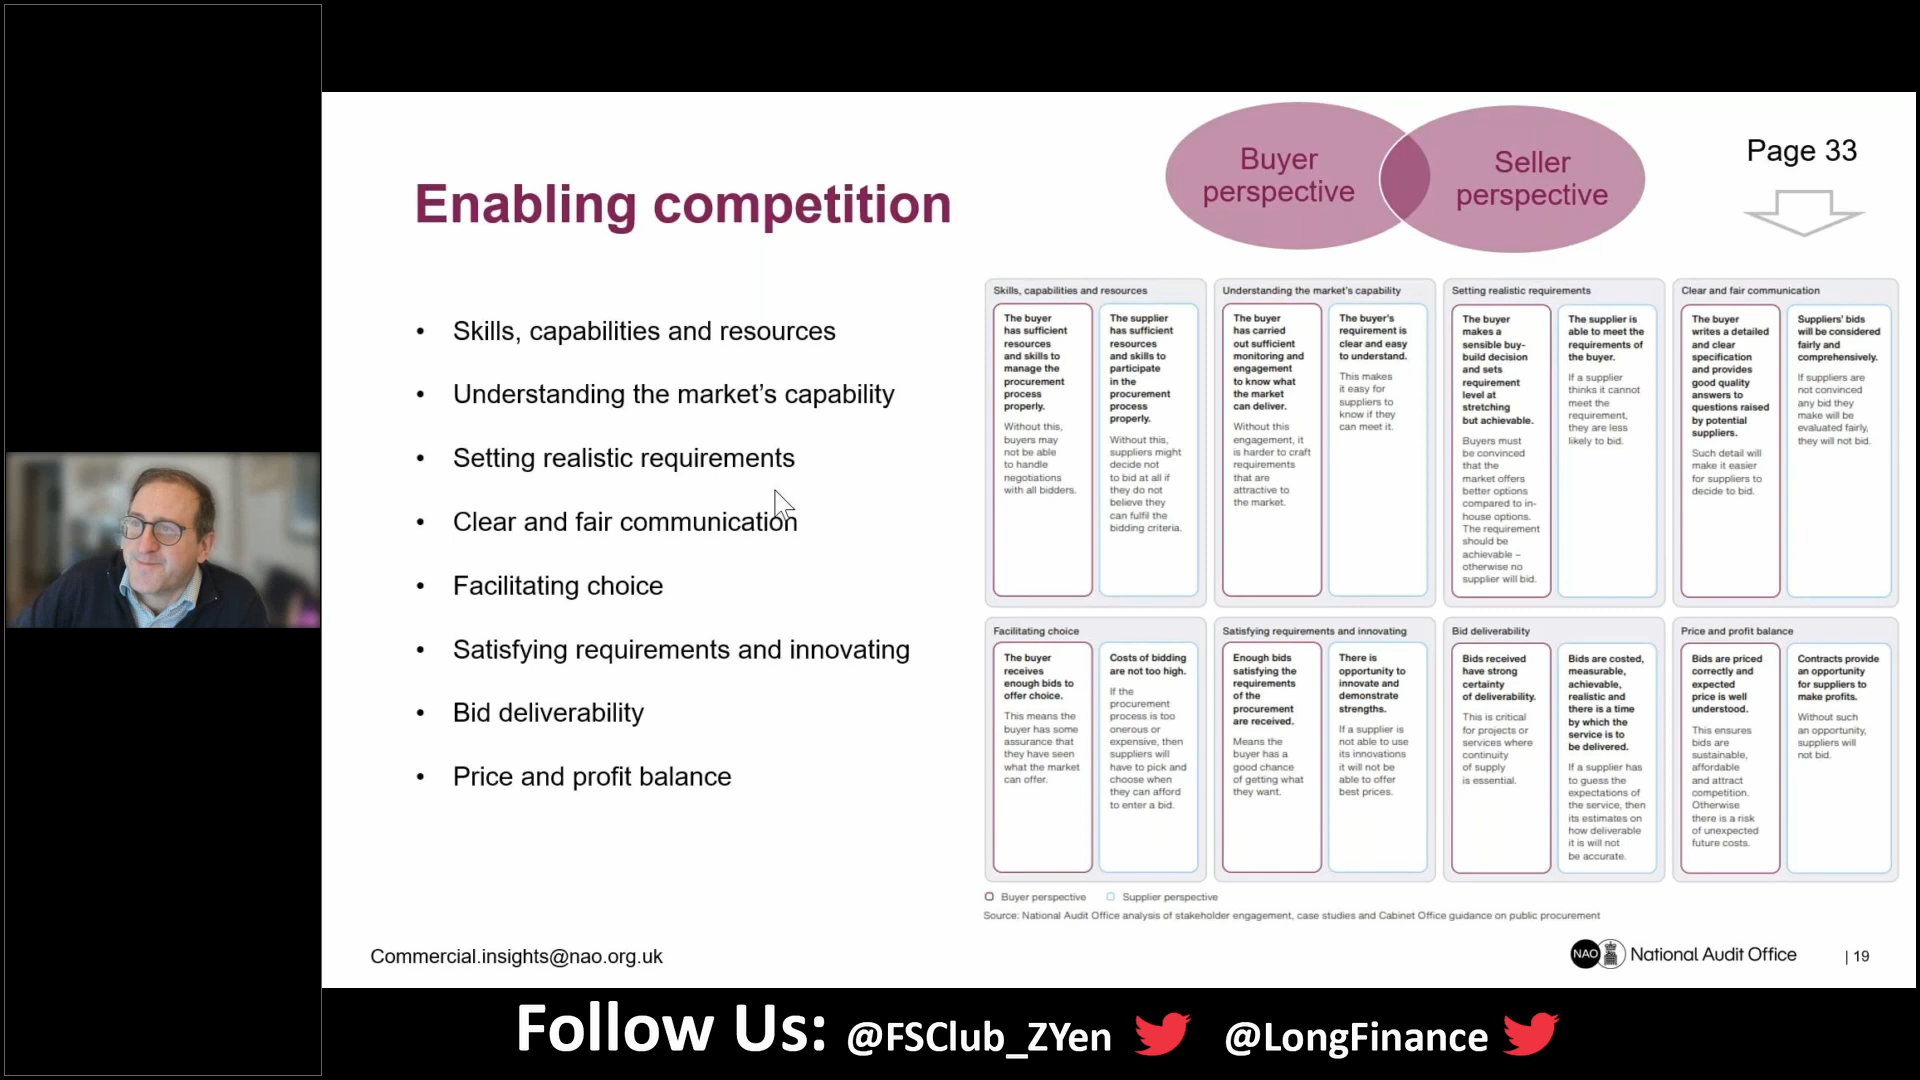 Buyer
perspective
Seller
perspective
Page 33
Enabling competition
• Skills, capabilities and resources
• Understanding the market’s capability
• Setting realistic requirements
• Clear and fair communication
• Facilitating choice
• Satisfying requirements and innovating
• Bid deliverability
• Price and profit balance
Skills, capabilities and resources
The buyer
has sufficient
resources
and skills to
manage the
procurement
process
properly.
Without this,
buyers may
not be able
to handle
negotiations
with all bidders.
The supplier
has sufficient
resources
and skills to
participate
in the
procurement
process
properly.
Without this,
suppliers might
decide not
to bid at all if
they do not
believe they
can fulfil the
bidding criteria.
Understanding the market’s capability
The buyer
has carried
out sufficient
monitoring and
engagement
to know what
the market
can deliver.
Without this
engagement, it
is harder to craft
requirements
that are
attractive to
the market.
The buyer’s
requirement is
clear and easy
to understand.
This makes
it easy for
suppliers to
know if they
can meet it.
Setting realistic requirements
The buyer
makes a
sensible buy-
build decision
and sets
requirement
level at
stretching
but achievable.
Buyers must
be convinced
that the
market offers
better options
compared to in-
house options.
The requirement
should be
achievable –
otherwise no
supplier will bid.
The supplier is
able to meet the
requirements of
the buyer.
If a supplier
thinks it cannot
meet the
requirement,
they are less
likely to bid.
Clear and fair communication
The buyer
writes a detailed
and clear
specification
and provides
good quality
answers to
questions raised
by potential
suppliers.
Such detail will
make it easier
for suppliers to
decide to bid.
Suppliers’ bids
will be considered
fairly and
comprehensively.
If suppliers are
not convinced
any bid they
make will be
evaluated fairly,
they will not bid.
Facilitating choice
The buyer
receives
enough bids to
offer choice.
This means the
buyer has some
assurance that
they have seen
what the market
can offer.
Costs of bidding
are not too high.
If the
procurement
process is too
onerous or
expensive, then
suppliers will
have to pick and
choose when
they can afford
to enter a bid.
Satisfying requirements and innovating
Enough bids
satisfying the
requirements
of the
procurement
are received.
Means the
buyer has a
good chance
of getting what
they want.
There is
opportunity to
innovate and
demonstrate
strengths.
If a supplier is
not able to use
its innovations
it will not be
able to offer
best prices.
Bid deliverability
Bids received
have strong
certainty
of deliverability.
This is critical
for projects or
services where
continuity
of supply
is essential.
Bids are costed,
measurable,
achievable,
realistic and
there is a time
by which the
service is to
be delivered.
If a supplier has
to guess the
expectations of
the service, then
its estimates on
how deliverable
it is will not
be accurate.
Price and profit balance
Bids are priced
correctly and
expected
price is well
understood.
This ensures
bids are
sustainable,
affordable
and attract
competition.
Otherwise
there is a risk
of unexpected
future costs.
Contracts provide
an opportunity
for suppliers to
make profits.
Without such
an opportunity,
suppliers will
not bid.
Buyer perspective Supplier perspective
Source: National Audit Office analysis of stakeholder engagement, case studies and Cabinet Office guidance on public procurement
Commercial.insights@nao.org.uk
NAO National Audit Office | 19
Follow Us: @FSClub_ZYen @LongFinance